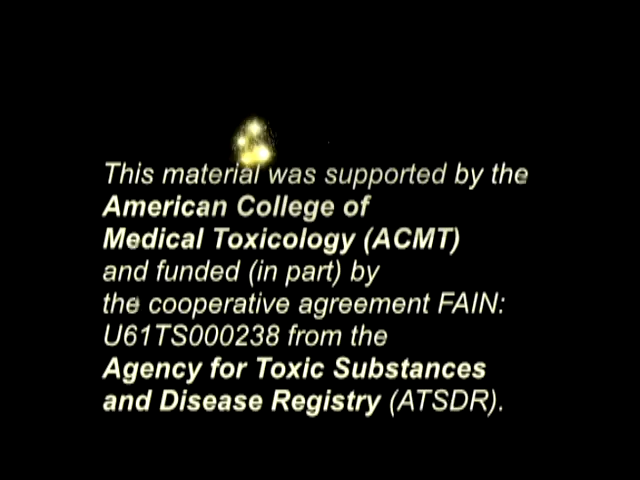 This material was supported by the
American College of
Medical Toxicology (ACMT)
and funded (in part) by
the cooperative agreement FAIN:
U61TS000238 from the
Agency for Toxic Substances
and Disease Registry (ATSDR).